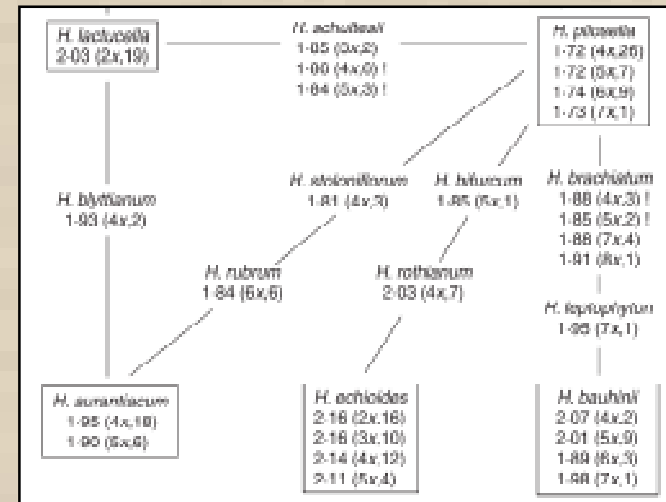 H. lactucella
2·03 (2x,19)
H. schultesii
1·85 (3x,2)
(4x,6) !
1·84 (5x,3) !
H. pilosella
1·72 (4x,25)
1·72 (5x,7)
1·74 (6x,9)
1·73 (7x,1)
H. blyttianum
1·93 (4x,2)
H. stoloniflorum
1·81 (4x,3)
H. bifurcum
1·85 (5x,1)
H. brachiatum
1·88 (4x,3) !
1·85 (5x,2) !
1·88 (7x,4)
1·91 (8x,1)
H. rubrum
1·84 (6x,6)
H. rothianum
2·03 (4x,7)
H. leptophyton
1·95 (7x,1)
H. aurantiacum
1·95 (4x,18)
1·90 (5x,6)
H. echioides
2·16 (2x,16)
2·16 (3x,10)
2·14 (4x,12)
2·11 (5x,4)
H. bauhinii
2·07 (4x,2)
2·01 (5x,9)
1·89 (6x,3)
1·98 (7x,1)